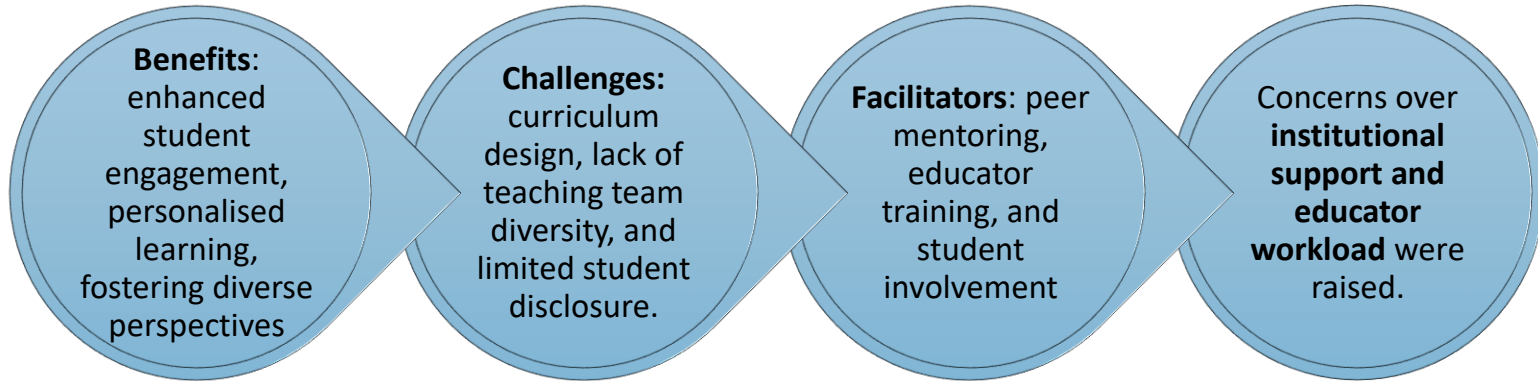 Benefits:
enhanced
student
engagement,
personalised
learning,
fostering diverse
perspectives
Challenges:
curriculum
design, lack of
teaching team
diversity, and
limited student
disclosure.
Facilitators: peer
mentoring,
educator
training, and
student
involvement
Concerns over
institutional
support and
educator
workload were
raised.